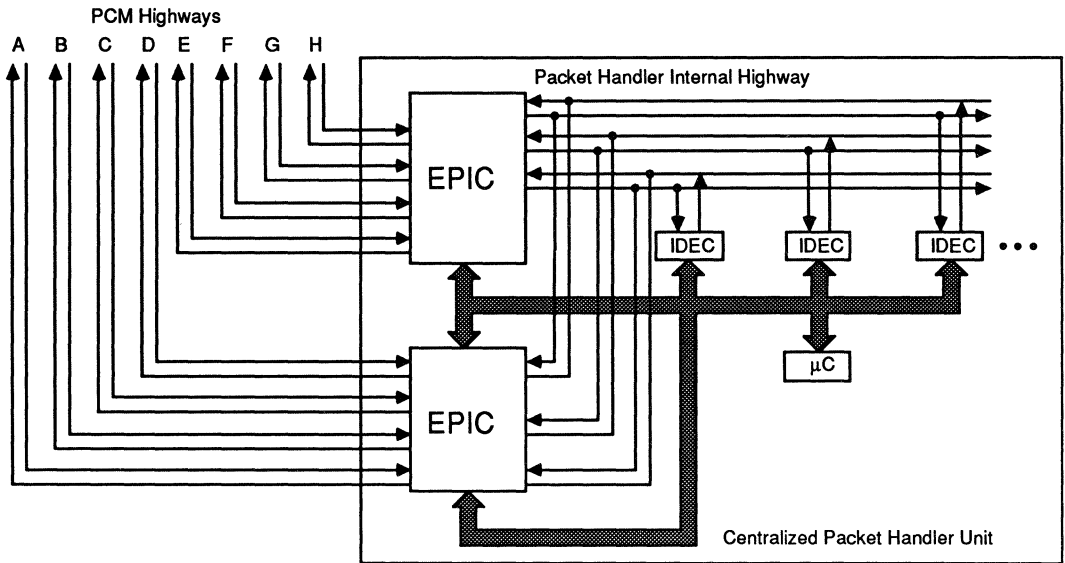 PCM Highways
A B C D E F G H
Packet Handler Internal Highway
EPIC
IDEC IDEC IDEC •••
µC
EPIC
Centralized Packet Handler Unit